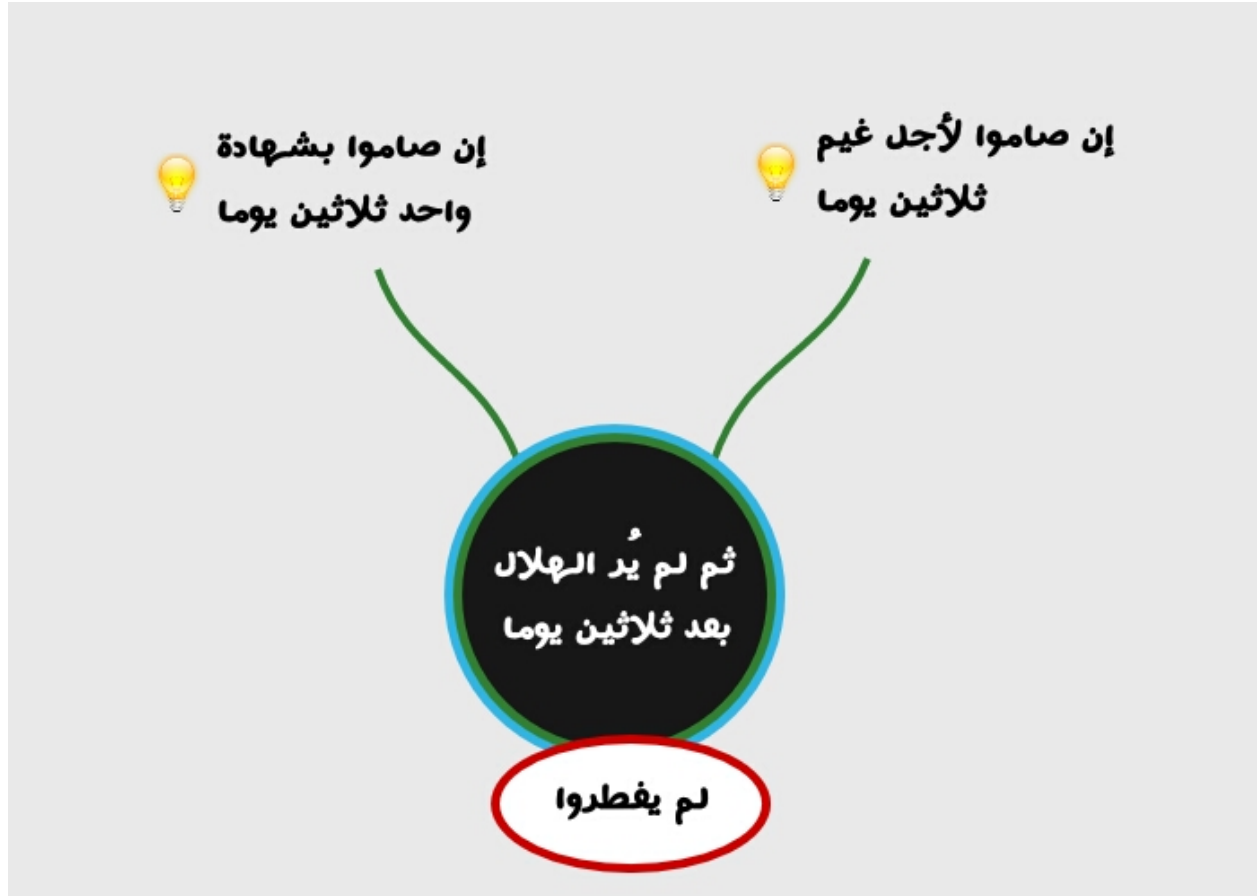 إن صاموا لأجل غيم
ثلاثين يوما
إن صاموا بشهادة
واحد ثلاثين يوما
ثم لم يُر الهلال
بعد ثلاثين يوما
لم يفطروا